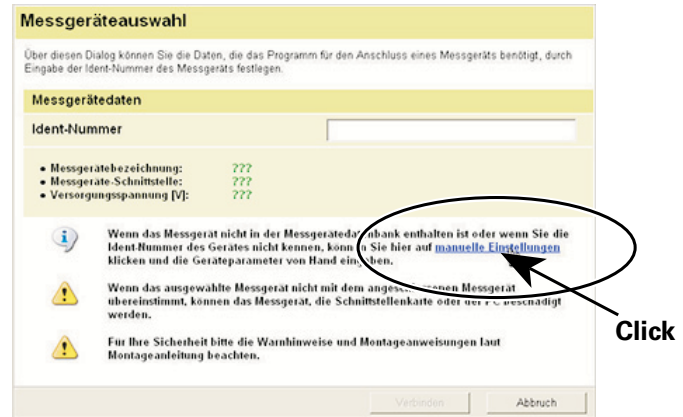 Messgeräteauswahl
Über diesen Dialog können Sie die Daten, die das Programm für den Anschluss eines Messgeräts benötigt, durch
Eingabe der Ident-Nummer des Messgeräts festlegen.
Messgerätedaten
Ident-Nummer
• Messgerätebezeichnung: ???
• Messgeräte-Schnittstelle: ???
• Versorgungsspannung [V]: ???
Wenn das Messgerät nicht in der Messgerätedatenbank enthalten ist oder wenn Sie die
Ident-Nummer des Gerätes nicht kennen, können Sie hier auf manuelle Einstellungen
klicken und die Geräteparameter von Hand eingeben.
Wenn das ausgewählte Messgerät nicht mit dem angeschlossenen Messgerät
übereinstimmt, können das Messgerät, die Schnittstellenkarte oder der PC beschädigt
werden.
Click
Für Ihre Sicherheit bitte die Warnhinweise und Montageanweisungen laut
Montageanleitung beachten.
Verbinden Abbruch